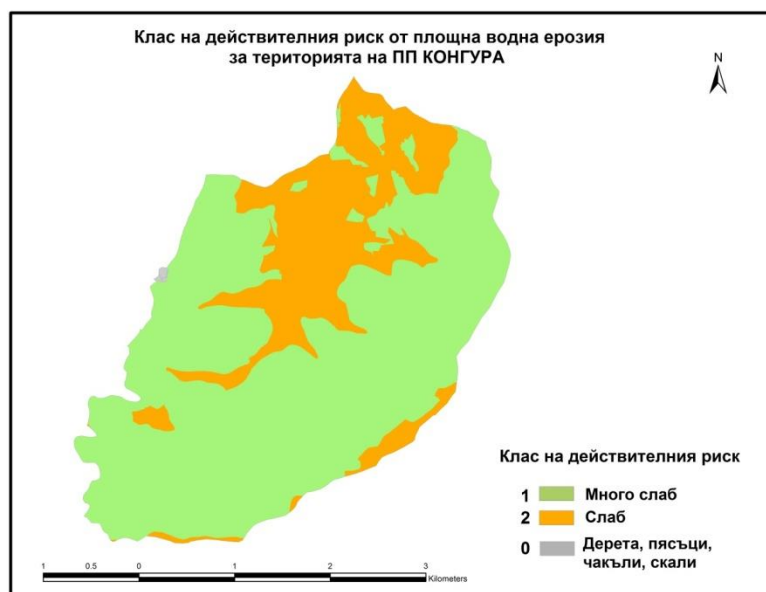 Клас на действителния риск от площна водна ерозия
за територията на ПП КОНГУРА
N
Клас на действителния риск
1 Много слаб
2 Слаб
0 Дерета, пясъци,
чакъли, скали
1 0.5 0 1 2 3
Kilometers